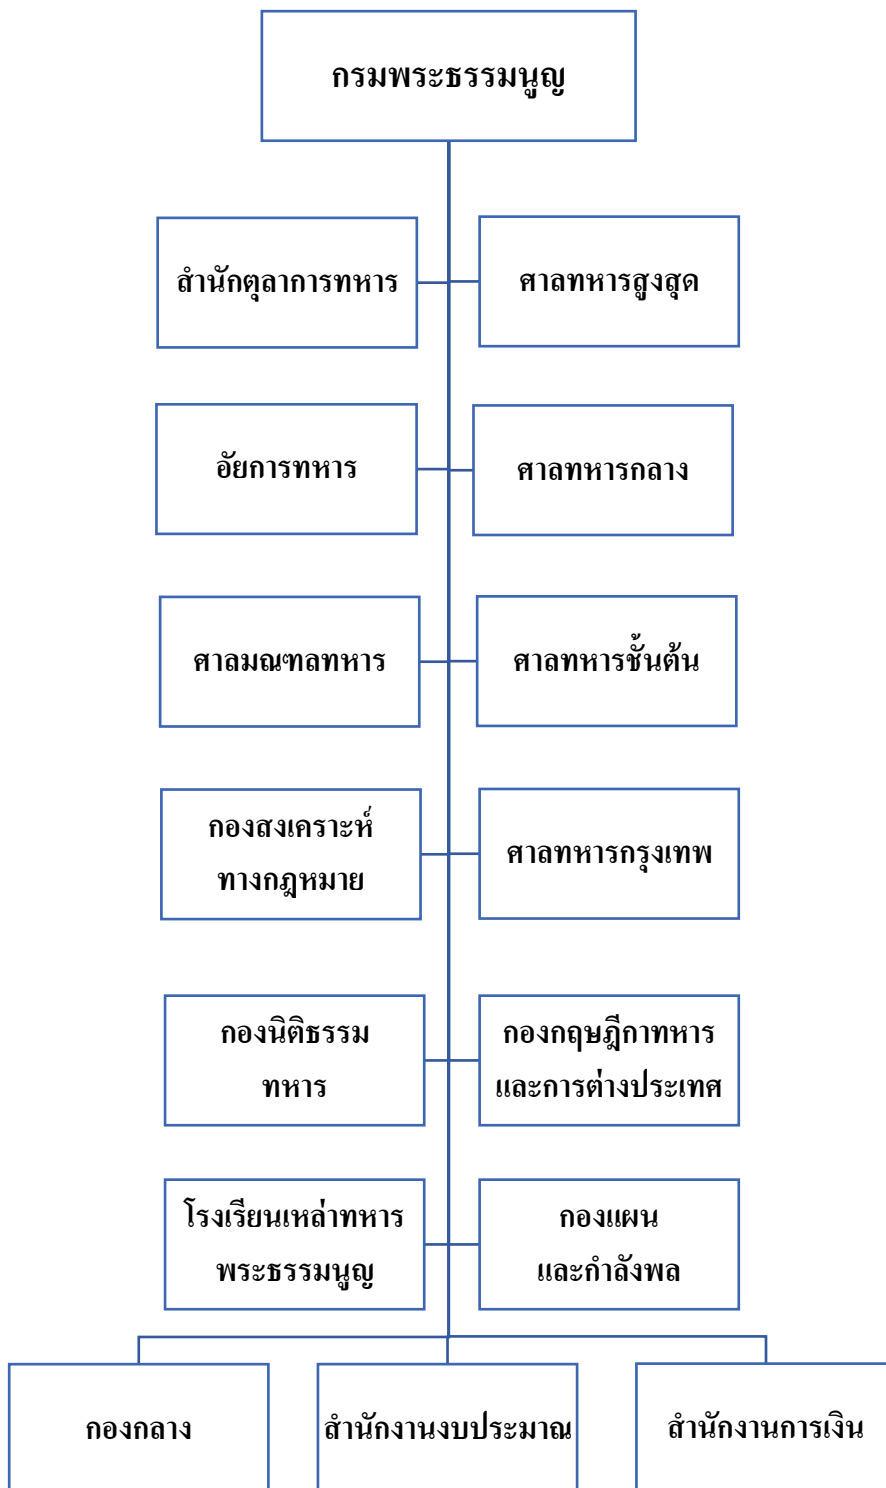 กรมพระธรรมนูญ
สำนักตุลาการทหาร
ศาลทหารสูงสุด
อัยการทหาร
ศาลทหารกลาง
ศาลมณฑลทหาร
ศาลทหารชั้นต้น
กองสงเคราะห์
ทางกฎหมาย
ศาลทหารกรุงเทพ
กองนิติธรรม
ทหาร
กองกฤษฎีกาทหาร
และการต่างประเทศ
โรงเรียนเหล่าทหาร
พระธรรมนูญ
กองแผน
และกำลังพล
กองกลาง
สำนักงานงบประมาณ
สำนักงานการเงิน